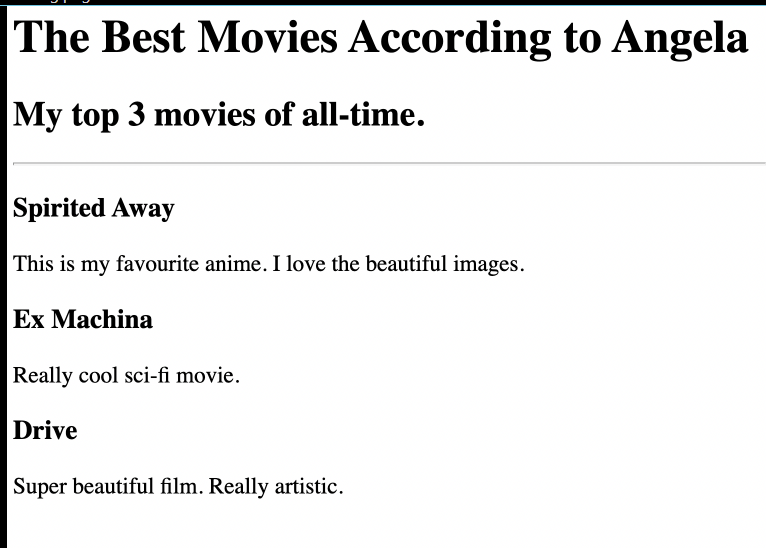 The Best Movies According to Angela
My top 3 movies of all-time.
Spirited Away
This is my favourite anime. I love the beautiful images.
Ex Machina
Really cool sci-fi movie.
Drive
Super beautiful film. Really artistic.